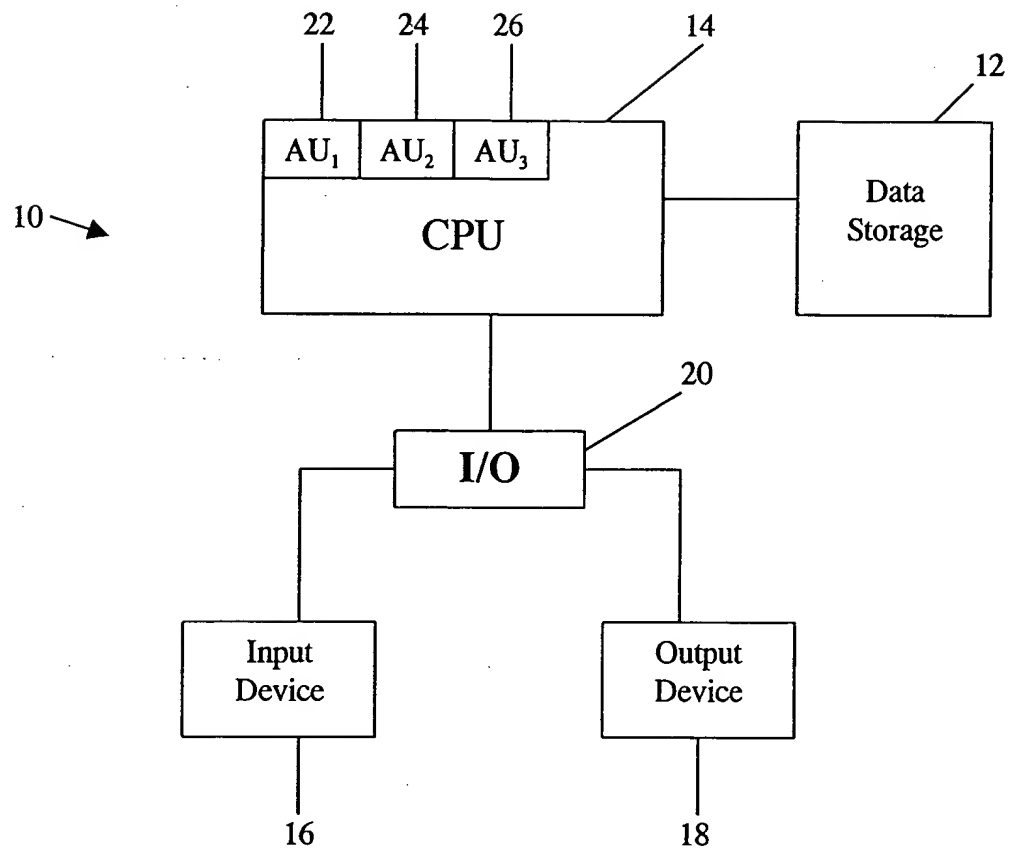 22 24 26 14
12
AU₁ AU₂ AU₃
Data
Storage
10
CPU
20
I/O
Input
Device
Output
Device
16 18